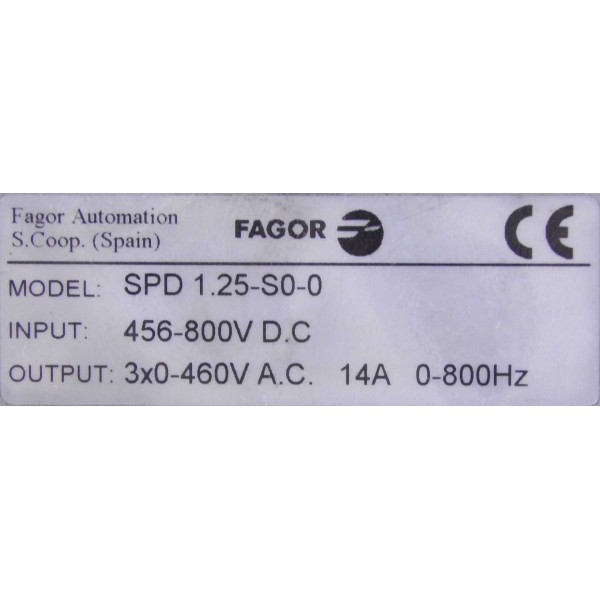 Fagor Automation
S.Coop. (Spain)
FAGOR
CE
MODEL: SPD 1.25-S0-0
INPUT: 456-800V D.C
OUTPUT: 3x0-460V A.C. 14A 0-800Hz